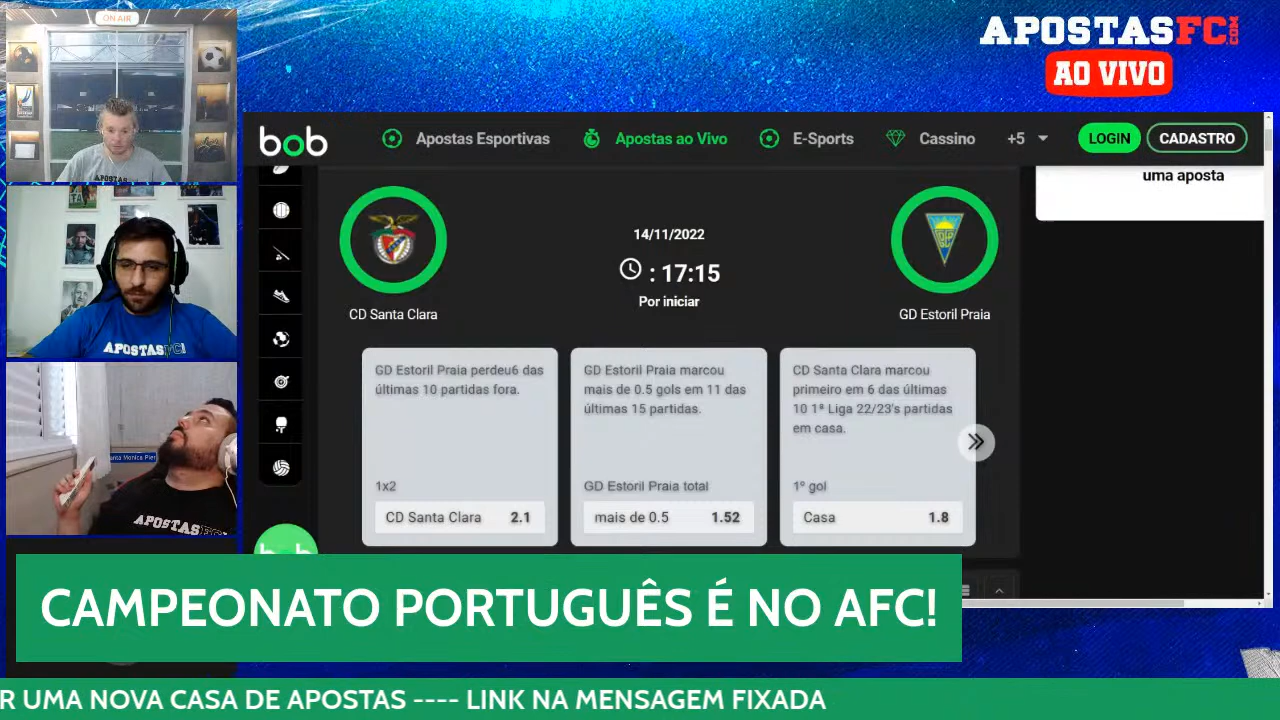 ON AIR
APOSTASFC.COM
AO VIVO
bob
Apostas Esportivas
Apostas ao Vivo
E-Sports
Cassino
+5
LOGIN
CADASTRO
uma aposta
14/11/2022
: 17:15
Por iniciar
CD Santa Clara
GD Estoril Praia
GD Estoril Praia perdeu6 das
últimas 10 partidas fora.
1x2
CD Santa Clara 2.1
GD Estoril Praia marcou
mais de 0.5 gols em 11 das
últimas 15 partidas.
GD Estoril Praia total
mais de 0.5 1.52
CD Santa Clara marcou
primeiro em 6 das últimas
10 1ª Liga 22/23's partidas
em casa.
1º gol
Casa 1.8
bob
APOSTAS
APOSTASFC!
Santa Monica Pier
APOSTASFC
CAMPEONATO PORTUGUÊS É NO AFC!
R UMA NOVA CASA DE APOSTAS ---- LINK NA MENSAGEM FIXADA